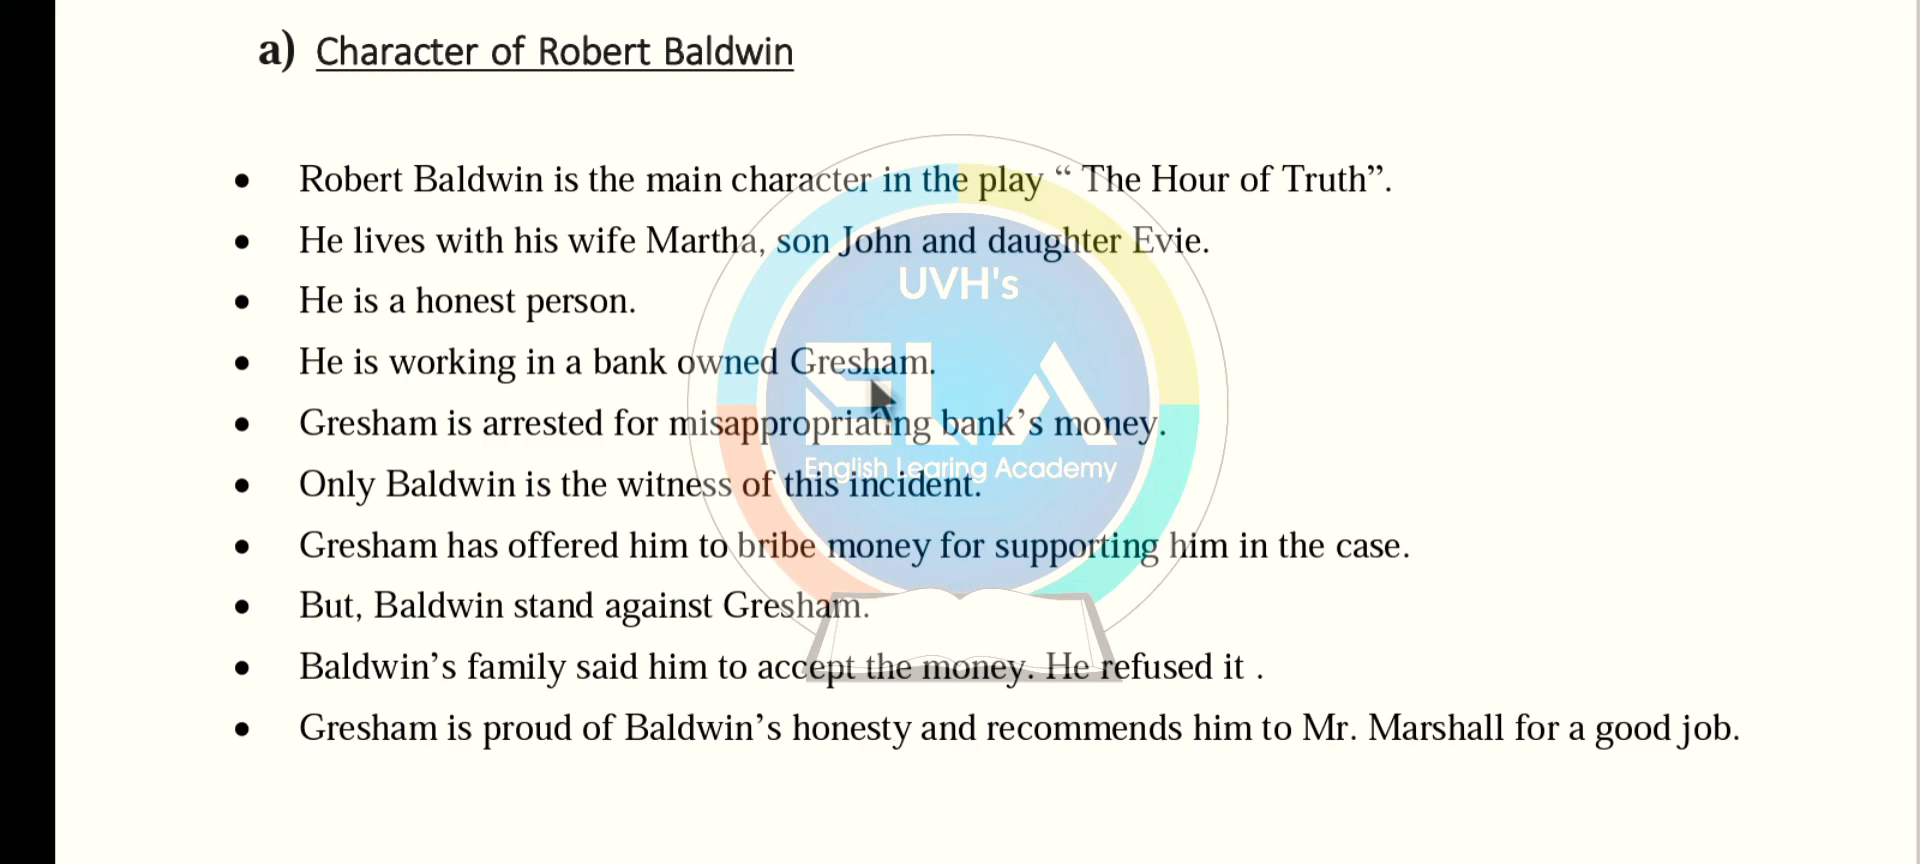 a) Character of Robert Baldwin
• Robert Baldwin is the main character in the play “ The Hour of Truth”.
• He lives with his wife Martha, son John and daughter Evie.
UVH's
• He is a honest person.
• He is working in a bank owned Gresham.
ELA
• Gresham is arrested for misappropriating bank’s money.
English Learing Academy
• Only Baldwin is the witness of this incident.
• Gresham has offered him to bribe money for supporting him in the case.
• But, Baldwin stand against Gresham.
• Baldwin’s family said him to accept the money. He refused it .
• Gresham is proud of Baldwin’s honesty and recommends him to Mr. Marshall for a good job.